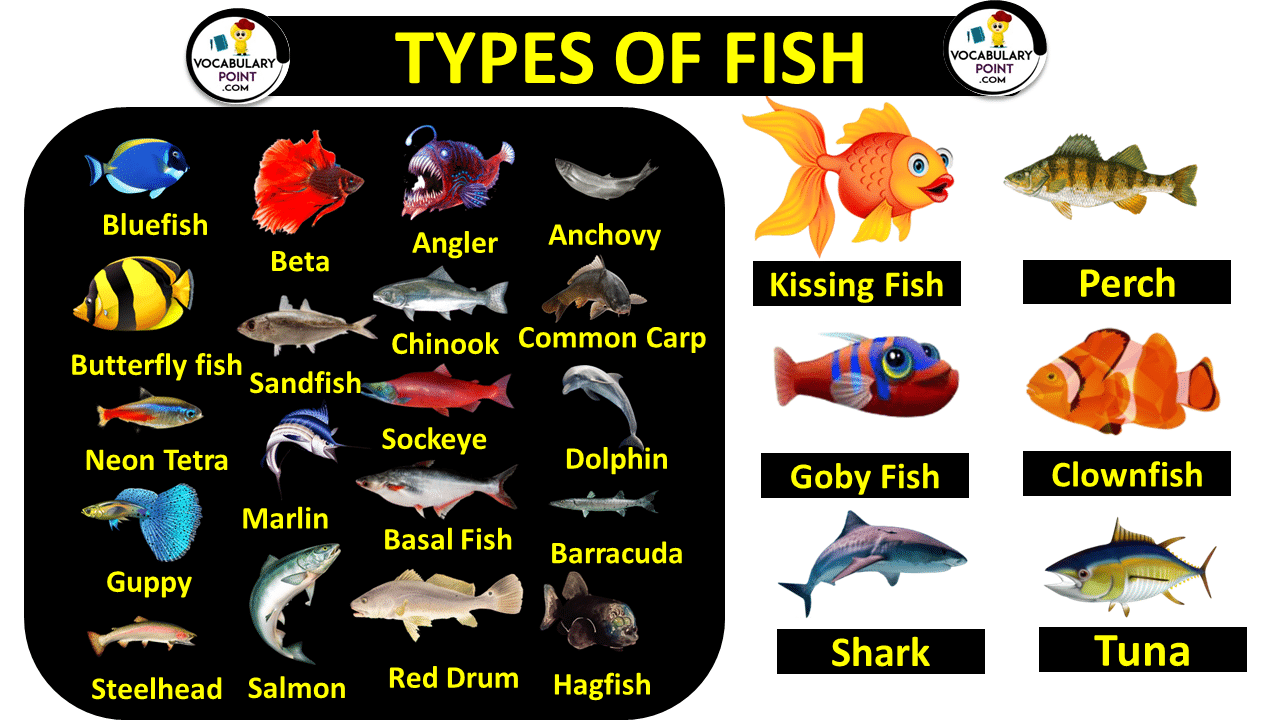 VOCABULARY
POINT
.COM
TYPES OF FISH
VOCABULARY
POINT
.COM
Bluefish
Beta
Angler
Anchovy
Kissing Fish
Perch
Butterfly fish
Sandfish
Chinook
Common Carp
Neon Tetra
Marlin
Sockeye
Dolphin
Goby Fish
Clownfish
Guppy
Basal Fish
Barracuda
Steelhead
Salmon
Red Drum
Hagfish
Shark
Tuna